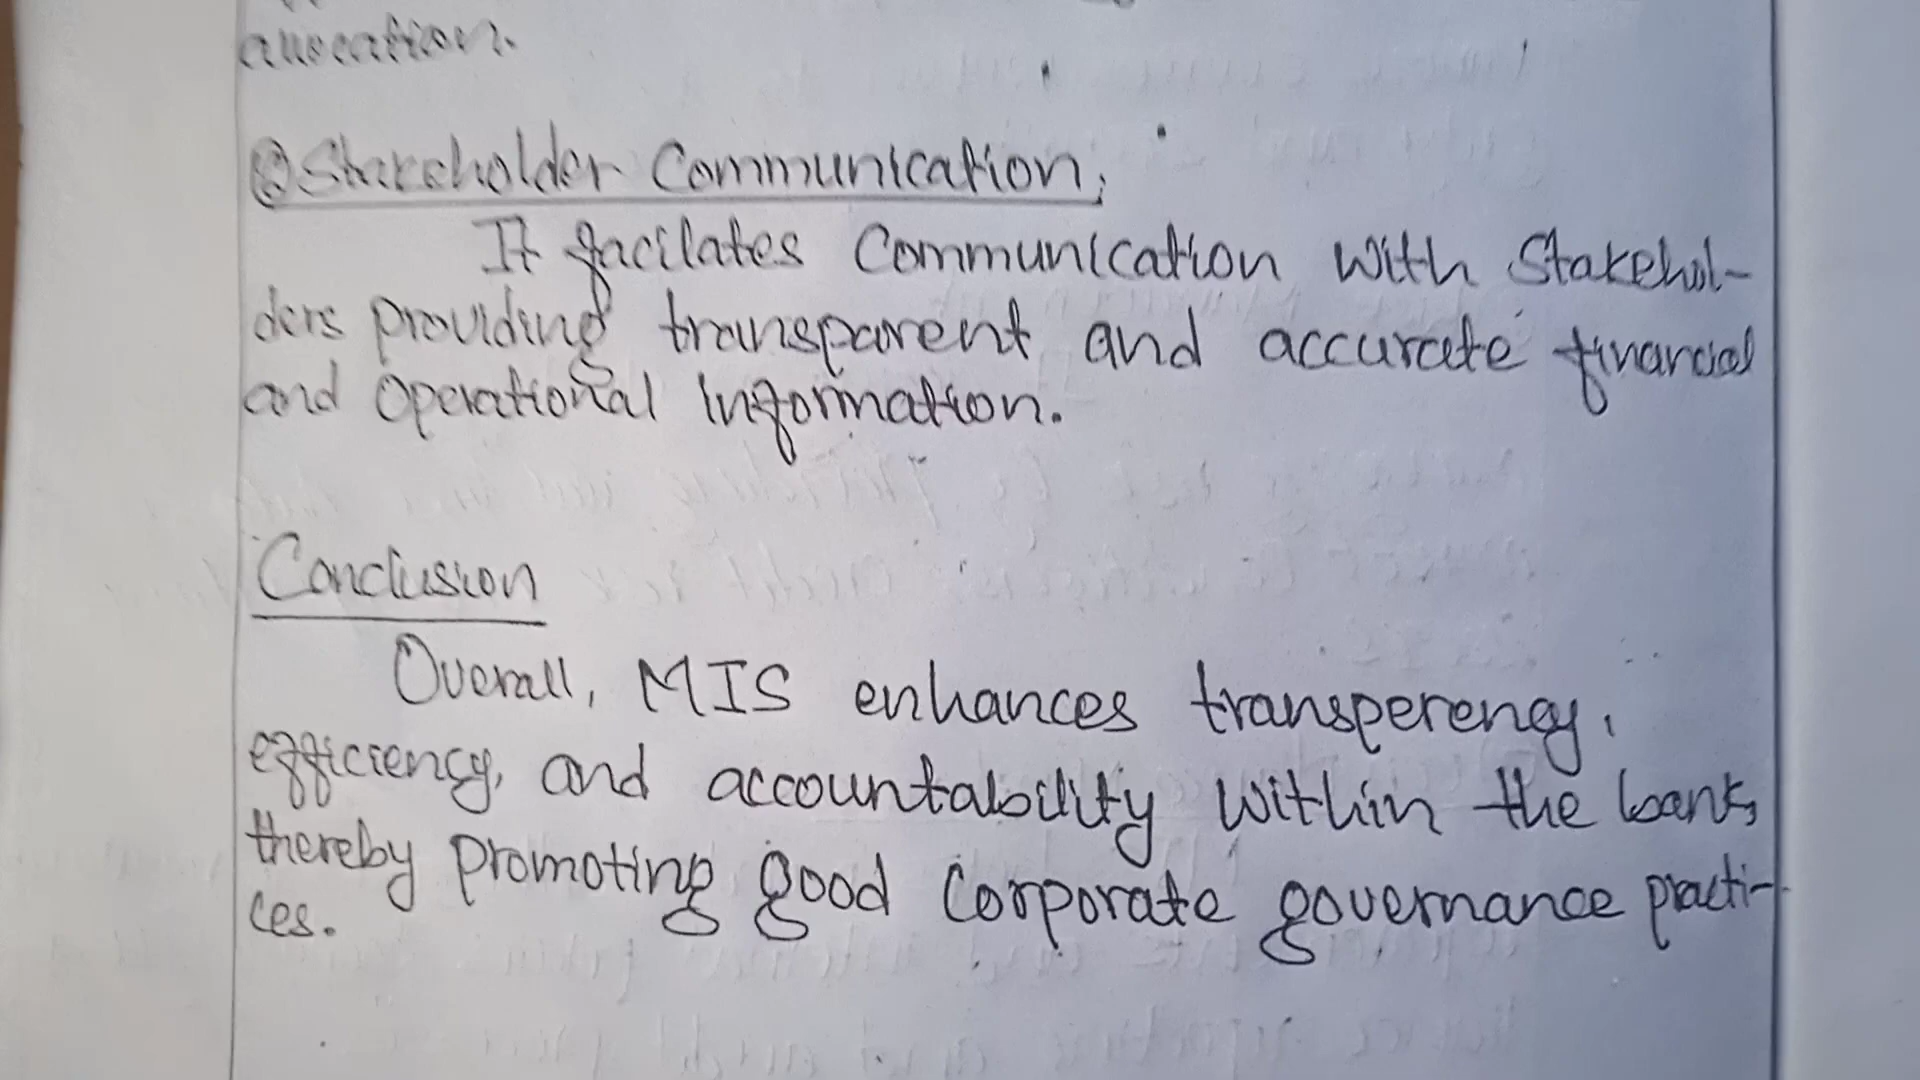 allocation.
© Stakeholder Communication;
It facilates Communication with Stakehol-
ders providing transparent and accurate financial
and Operational Information.
Conclusion
Overall, MIS enhances transperency,
efficiency, and accountability within the bank,
thereby promoting good Corporate governance practi-
ces.